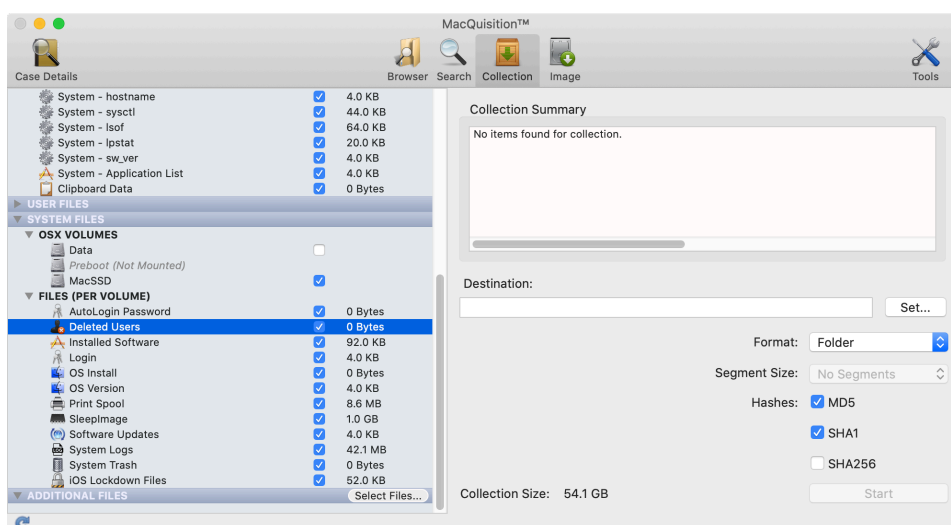 MacQuisition™
Case Details
Browser Search Collection Image
Tools
System - hostname 4.0 KB
System - sysctl 44.0 KB
System - lsof 64.0 KB
System - lpstat 20.0 KB
System - sw_ver 4.0 KB
System - Application List 4.0 KB
Clipboard Data 0 Bytes
USER FILES
SYSTEM FILES
OSX VOLUMES
Data
Preboot (Not Mounted)
MacSSD
FILES (PER VOLUME)
AutoLogin Password 0 Bytes
Deleted Users 0 Bytes
Installed Software 92.0 KB
Login 4.0 KB
OS Install 0 Bytes
OS Version 4.0 KB
Print Spool 8.6 MB
SleepImage 1.0 GB
Software Updates 4.0 KB
System Logs 42.1 MB
System Trash 0 Bytes
iOS Lockdown Files 52.0 KB
ADDITIONAL FILES Select Files...
Collection Summary
No items found for collection.
Destination:
Set...
Format: Folder
Segment Size: No Segments
Hashes: MD5
SHA1
SHA256
Collection Size: 54.1 GB
Start